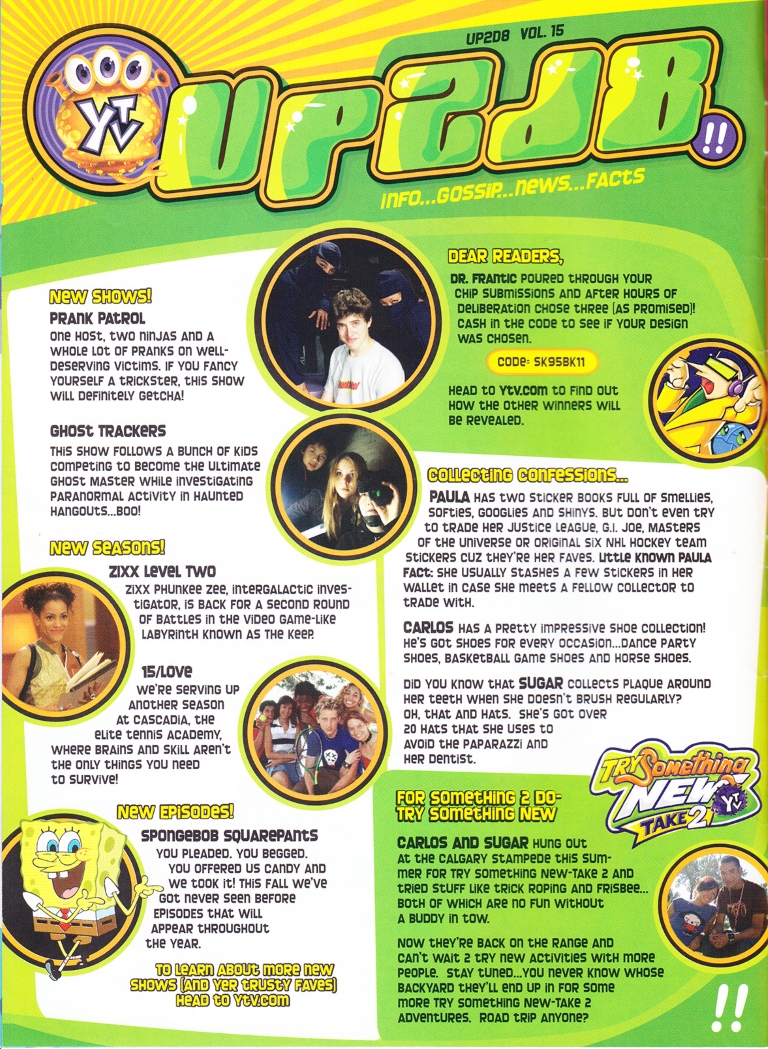 UP2D8 VOL. 15
YTV
UP2D8!!
INFO...GOSSIP...NEWS...FACTS
NEW SHOWS!
PRANK PATROL
ONE HOST, TWO NINJAS AND A
WHOLE LOT OF PRANKS ON WELL-
DESERVING VICTIMS. IF YOU FANCY
YOURSELF A TRICKSTER, THIS SHOW
WILL DEFINITELY GETCHA!
GHOST TRACKERS
THIS SHOW FOLLOWS A BUNCH OF KIDS
COMPETING TO BECOME THE ULTIMATE
GHOST MASTER WHILE INVESTIGATING
PARANORMAL ACTIVITY IN HAUNTED
HANGOUTS...BOO!
NEW SEASONS!
ZIXX LEVEL TWO
ZIXX PHUNKEE ZEE, INTERGALACTIC INVES-
TIGATOR, IS BACK FOR A SECOND ROUND
OF BATTLES IN THE VIDEO GAME-LIKE
LABYRINTH KNOWN AS THE KEEP.
15/LOVE
WE'RE SERVING UP
ANOTHER SEASON
AT CASCADIA, THE
ELITE TENNIS ACADEMY,
WHERE BRAINS AND SKILL AREN'T
THE ONLY THINGS YOU NEED
TO SURVIVE!
NEW EPISODES!
SPONGEBOB SQUAREPANTS
YOU PLEADED. YOU BEGGED.
YOU OFFERED US CANDY AND
WE TOOK IT! THIS FALL WE'VE
GOT NEVER SEEN BEFORE
EPISODES THAT WILL
APPEAR THROUGHOUT
THE YEAR.
TO LEARN ABOUT MORE NEW
SHOWS (AND YER TRUSTY FAVES)
HEAD TO YTV.COM
DEAR READERS,
DR. FRANTIC POURED THROUGH YOUR
CHIP SUBMISSIONS AND AFTER HOURS OF
DELIBERATION CHOSE THREE (AS PROMISED)!
CASH IN THE CODE TO SEE IF YOUR DESIGN
WAS CHOSEN.
CODE: SK95BK11
HEAD TO YTV.COM TO FIND OUT
HOW THE OTHER WINNERS WILL
BE REVEALED.
COLLECTING CONFESSIONS...
PAULA HAS TWO STICKER BOOKS FULL OF SMELLIES,
SOFTIES, GOOGLIES AND SHINYS. BUT DON'T EVEN TRY
TO TRADE HER JUSTICE LEAGUE, G.I. JOE, MASTERS
OF THE UNIVERSE OR ORIGINAL SIX NHL HOCKEY TEAM
STICKERS CUZ THEY'RE HER FAVES. LITTLE KNOWN PAULA
FACT: SHE USUALLY STASHES A FEW STICKERS IN HER
WALLET IN CASE SHE MEETS A FELLOW COLLECTOR TO
TRADE WITH.
CARLOS HAS A PRETTY IMPRESSIVE SHOE COLLECTION!
HE'S GOT SHOES FOR EVERY OCCASION...DANCE PARTY
SHOES, BASKETBALL GAME SHOES AND HORSE SHOES.
DID YOU KNOW THAT SUGAR COLLECTS PLAQUE AROUND
HER TEETH WHEN SHE DOESN'T BRUSH REGULARLY?
OH, THAT AND HATS. SHE'S GOT OVER
20 HATS THAT SHE USES TO
AVOID THE PAPARAZZI AND
HER DENTIST.
TRY SOMETHING
NEW YTV
TAKE 2
FOR SOMETHING 2 DO-
TRY SOMETHING NEW
CARLOS AND SUGAR HUNG OUT
AT THE CALGARY STAMPEDE THIS SUM-
MER FOR TRY SOMETHING NEW-TAKE 2 AND
TRIED STUFF LIKE TRICK ROPING AND FRISBEE...
BOTH OF WHICH ARE NO FUN WITHOUT
A BUDDY IN TOW.
NOW THEY'RE BACK ON THE RANGE AND
CAN'T WAIT 2 TRY NEW ACTIVITIES WITH MORE
PEOPLE. STAY TUNED...YOU NEVER KNOW WHOSE
BACKYARD THEY'LL END UP IN FOR SOME
MORE TRY SOMETHING NEW-TAKE 2
ADVENTURES. ROAD TRIP ANYONE?
!!